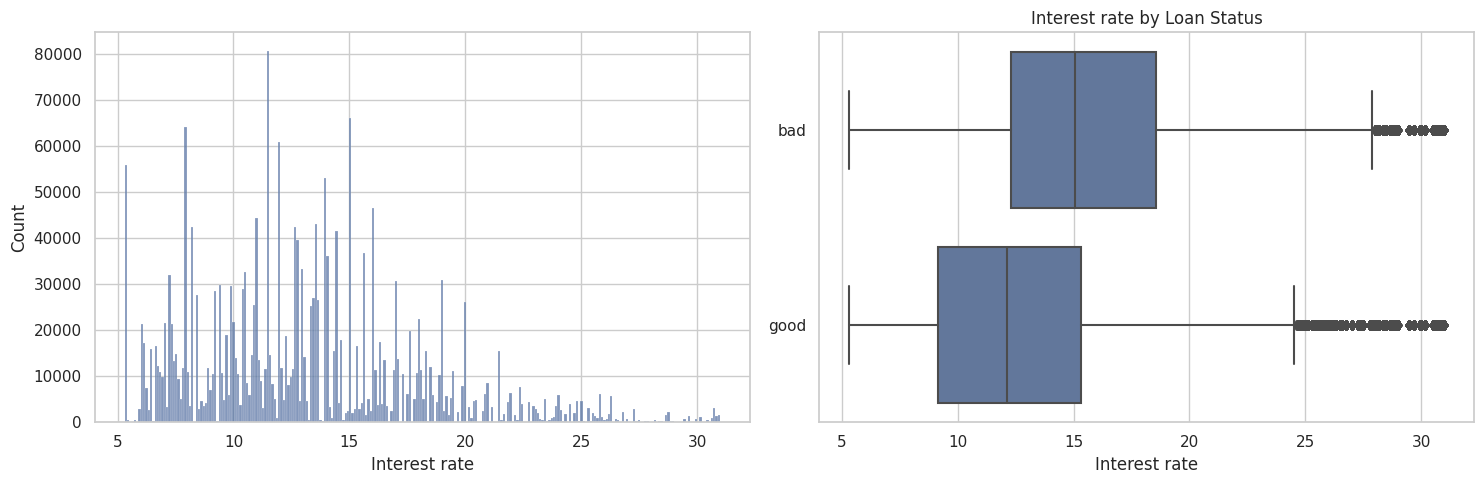 80000
70000
60000
50000
40000
30000
20000
10000
0
Count
5 10 15 20 25 30
Interest rate
Interest rate by Loan Status
bad
good
5 10 15 20 25 30
Interest rate